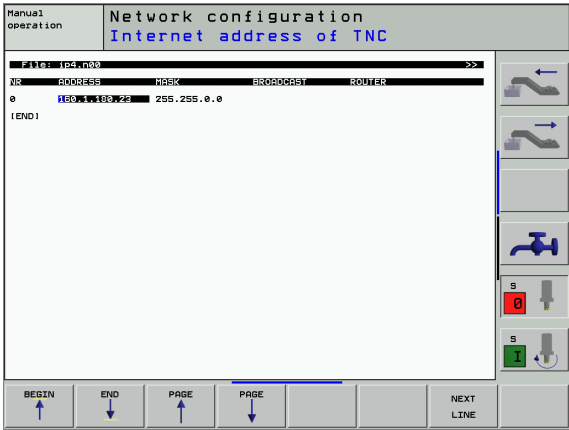 Manual
operation
Network configuration
Internet address of TNC
File: ip4.n00 >>
NR ADDRESS MASK BROADCAST ROUTER
0 160.1.180.23 255.255.0.0
[END]
S
0
S
I
BEGIN END PAGE PAGE NEXT
LINE